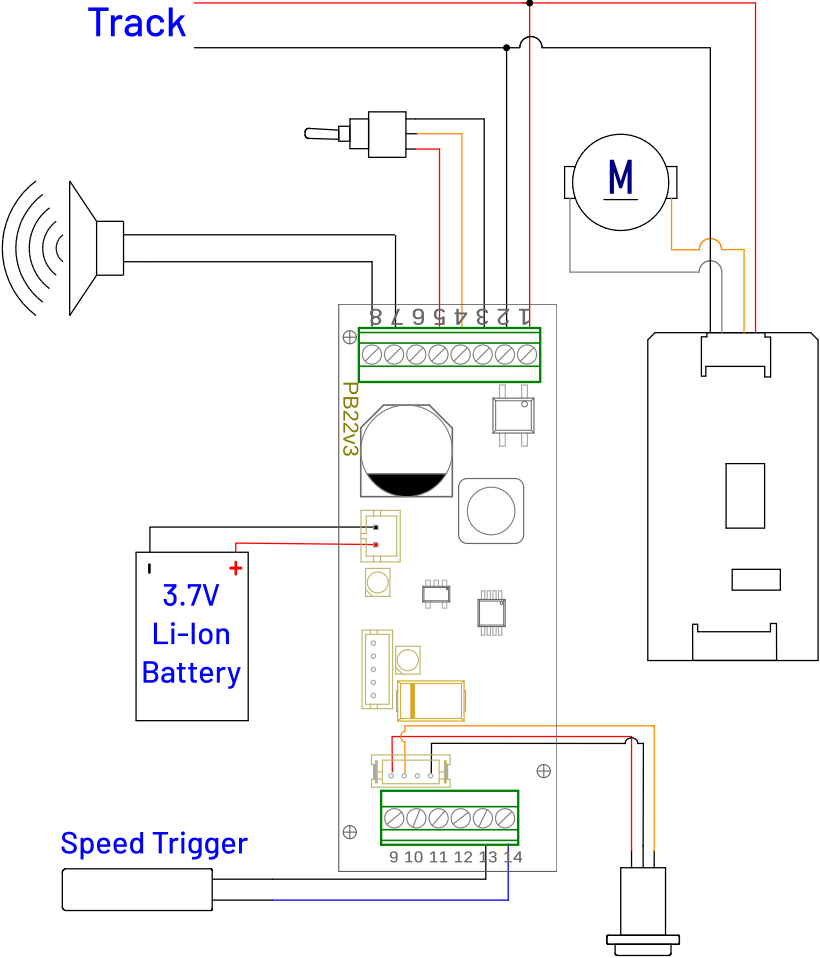 Track
M
8 7 6 5 4 3 2 1
PB22v3
- +
3.7V
Li-Ion
Battery
Speed Trigger
9 10 11 12 13 14